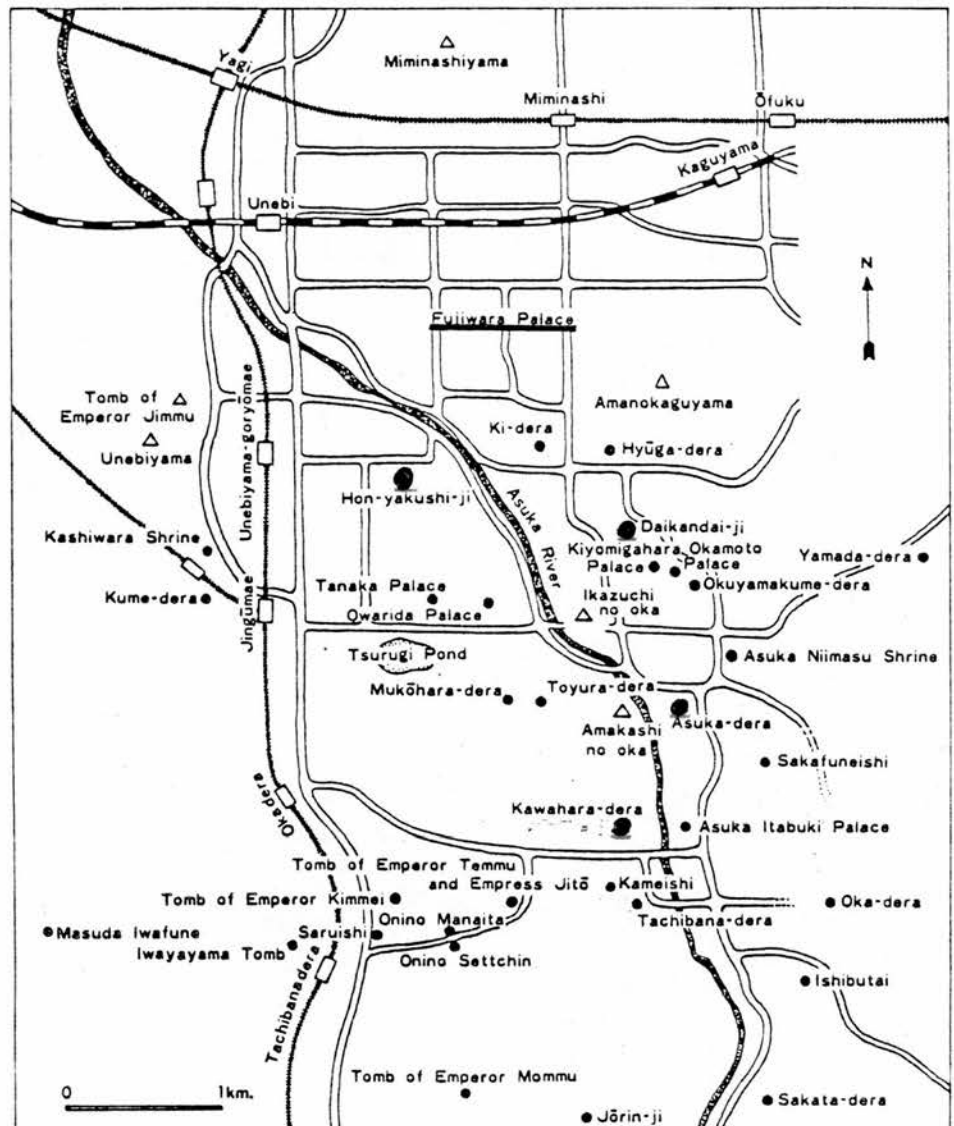 Yagi
Miminashiyama
Miminashi
Ōfuku
Kaguyama
Unebi
N
Fujiwara Palace
Tomb of
Emperor Jimmu
Unebiyama
Unebiyama-goryomae
Amanokaguyama
Ki-dera
Hyūga-dera
Hon-yakushi-ji
Asuka River
Daikandai-ji
Kashiwara Shrine
Kiyomigahara
Palace
Okamoto
Palace
Yamada-dera
Kume-dera
Jingumae
Tanaka Palace
Owarida Palace
Ikazuchi
no oka
Okuyamakume-dera
Tsurugi Pond
Asuka Niimasu Shrine
Mukōhara-dera
Toyura-dera
Amakashi
no oka
Asuka-dera
Sakafuneishi
Okadera
Kawahara-dera
Asuka Itabuki Palace
Tomb of Emperor Temmu
and Empress Jitō
Kameishi
Tomb of Emperor Kimmei
Tachibana-dera
Oka-dera
Masuda Iwafune
Saruishi
Onino Manaita
Iwayayama Tomb
Onino Settchin
Ishibutai
Tachibanadera
Tomb of Emperor Mommu
Jōrin-ji
Sakata-dera
0 1km.